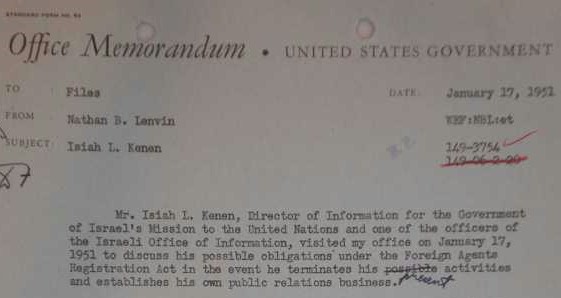 STANDARD FORM NO. 64
Office Memorandum • UNITED STATES GOVERNMENT
TO : Files DATE: January 17, 1951
FROM : Nathan B. Lenvin WEF:NBL:et
SUBJECT: Isiah L. Kenen 149-3754
149-06-2-00
Mr. Isiah L. Kenen, Director of Information for the Government
of Israel's Mission to the United Nations and one of the officers of
the Israeli Office of Information, visited my office on January 17,
1951 to discuss his possible obligations under the Foreign Agents
Registration Act in the event he terminates his possible activities
and establishes his own public relations business. present